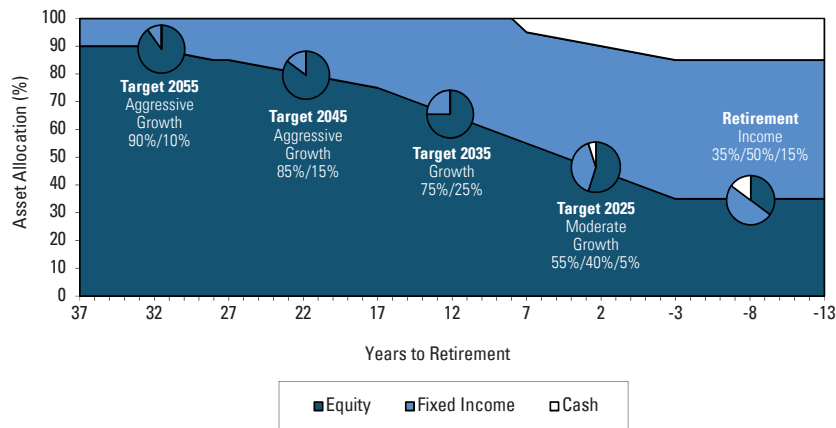 Asset Allocation (%)
100
90
80
70
60
50
40
30
20
10
0
Target 2055
Aggressive
Growth
90%/10%
Target 2045
Aggressive
Growth
85%/15%
Target 2035
Growth
75%/25%
Target 2025
Moderate
Growth
55%/40%/5%
Retirement
Income
35%/50%/15%
37 32 27 22 17 12 7 2 -3 -8 -13
Years to Retirement
Equity Fixed Income Cash